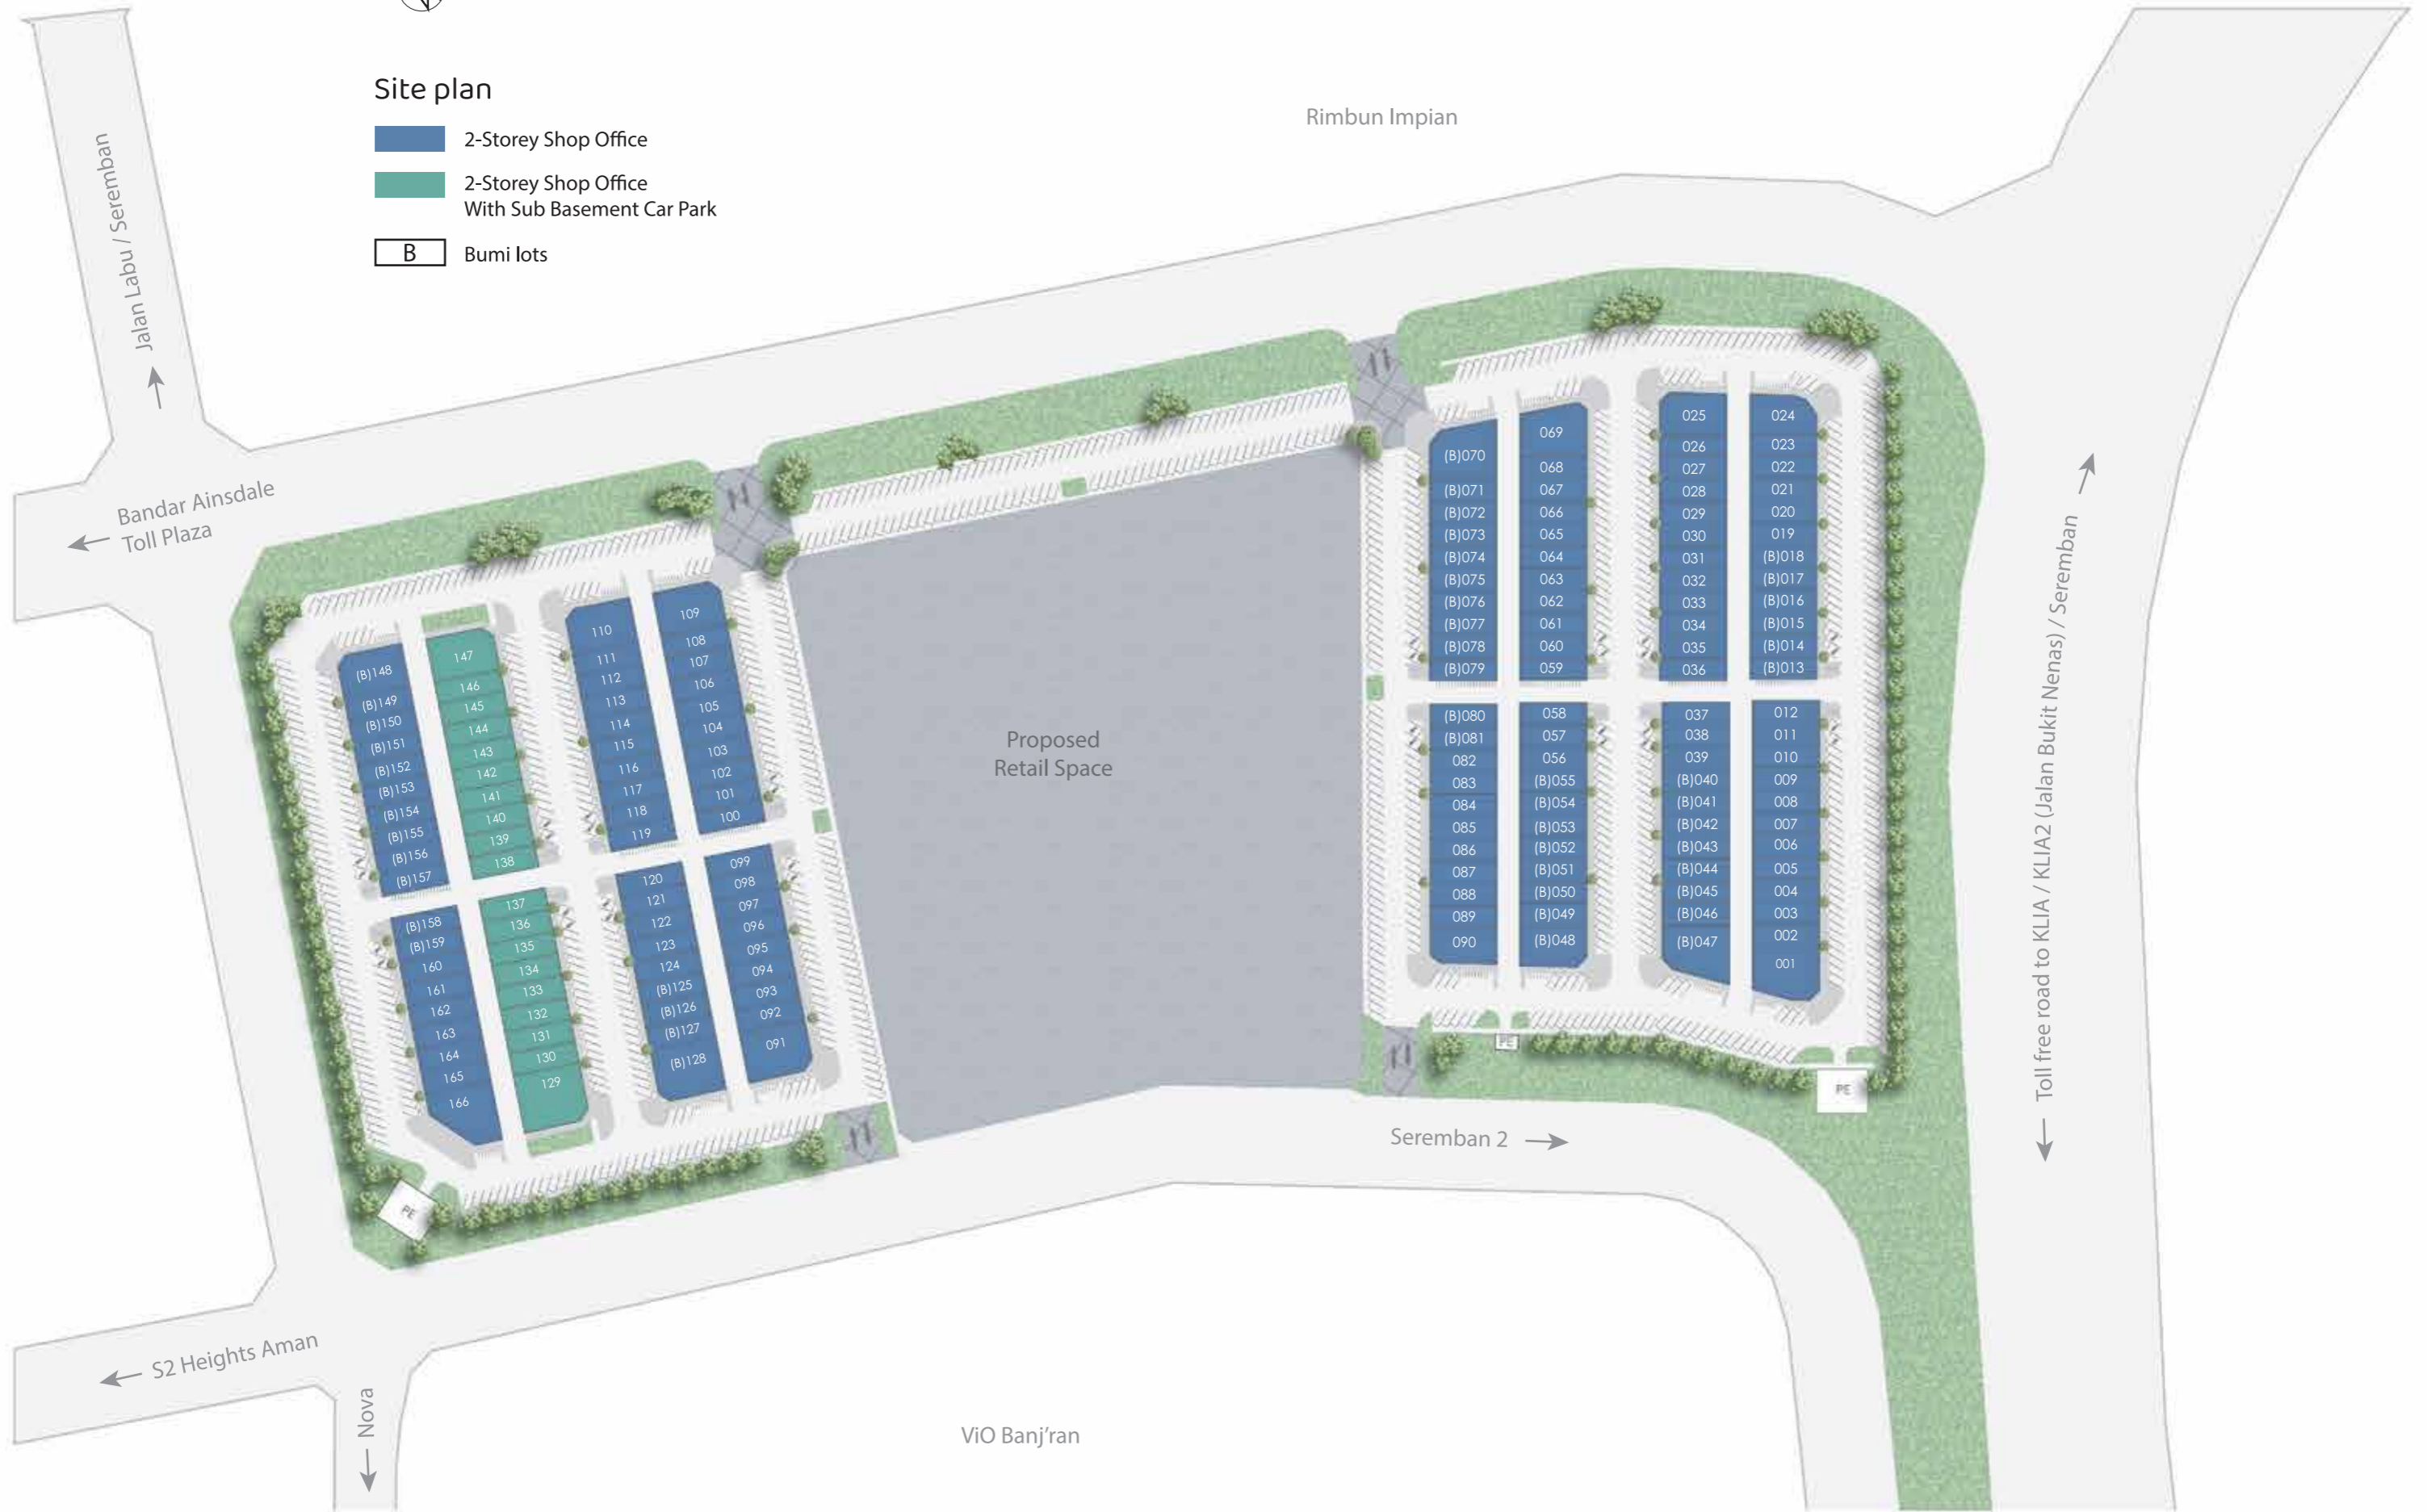 Site plan
2-Storey Shop Office
2-Storey Shop Office
With Sub Basement Car Park
B
Bumi lots
Rimbun Impian
Jalan Labu / Seremban
Bandar Ainsdale
Toll Plaza
(B)148
(B)149
(B)150
(B)151
(B)152
(B)153
(B)154
(B)155
(B)156
(B)157
(B)158
(B)159
160
161
162
163
164
165
166
147
146
145
144
143
142
141
140
139
138
137
136
135
134
133
132
131
130
129
110
111
112
113
114
115
116
117
118
119
120
121
122
123
124
(B)125
(B)126
(B)127
(B)128
109
108
107
106
105
104
103
102
101
100
099
098
097
096
095
094
093
092
091
Proposed
Retail Space
(B)070
(B)071
(B)072
(B)073
(B)074
(B)075
(B)076
(B)077
(B)078
(B)079
(B)080
(B)081
082
083
084
085
086
087
088
089
090
069
068
067
066
065
064
063
062
061
060
059
058
057
056
(B)055
(B)054
(B)053
(B)052
(B)051
(B)050
(B)049
(B)048
025
026
027
028
029
030
031
032
033
034
035
036
037
038
039
(B)040
(B)041
(B)042
(B)043
(B)044
(B)045
(B)046
(B)047
024
023
022
021
020
019
(B)018
(B)017
(B)016
(B)015
(B)014
(B)013
012
011
010
009
008
007
006
005
004
003
002
001
PE
PE
PE
Toll free road to KLIA / KLIA2 (Jalan Bukit Nenas) / Seremban
Seremban 2
S2 Heights Aman
Nova
ViO Banj'ran